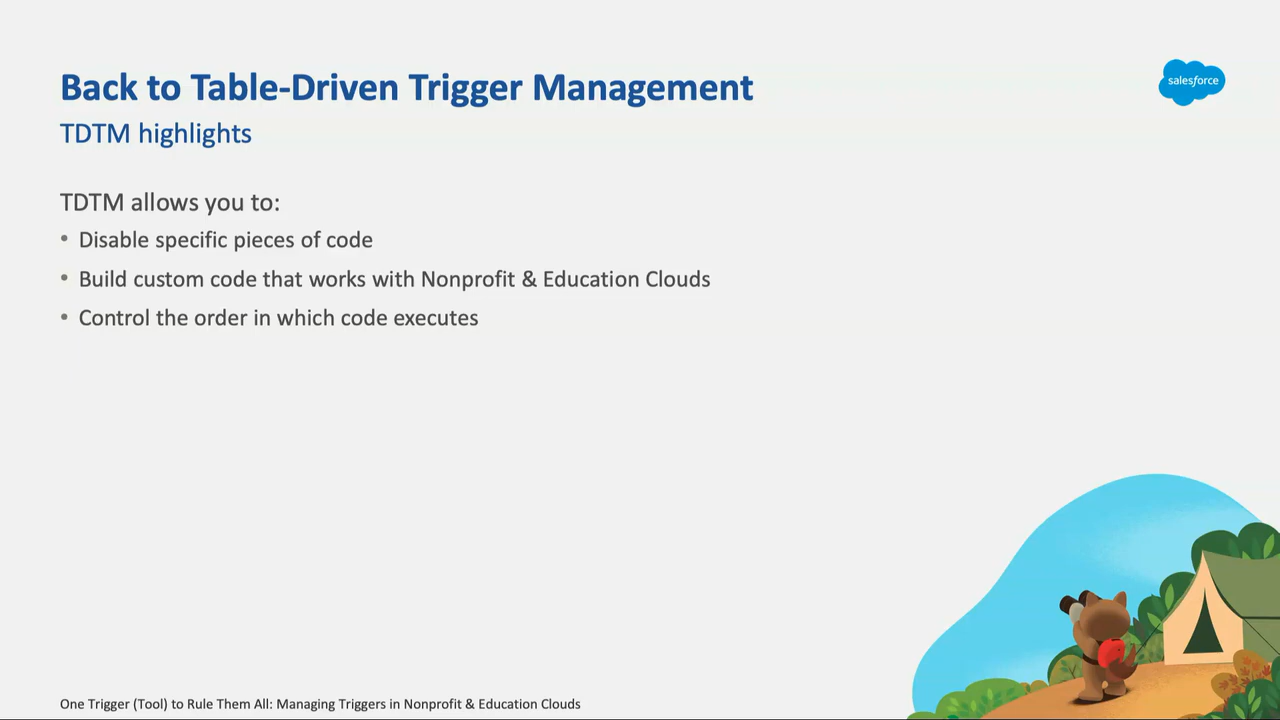 Back to Table-Driven Trigger Management
salesforce
TDTM highlights
TDTM allows you to:
• Disable specific pieces of code
• Build custom code that works with Nonprofit & Education Clouds
• Control the order in which code executes
One Trigger (Tool) to Rule Them All: Managing Triggers in Nonprofit & Education Clouds